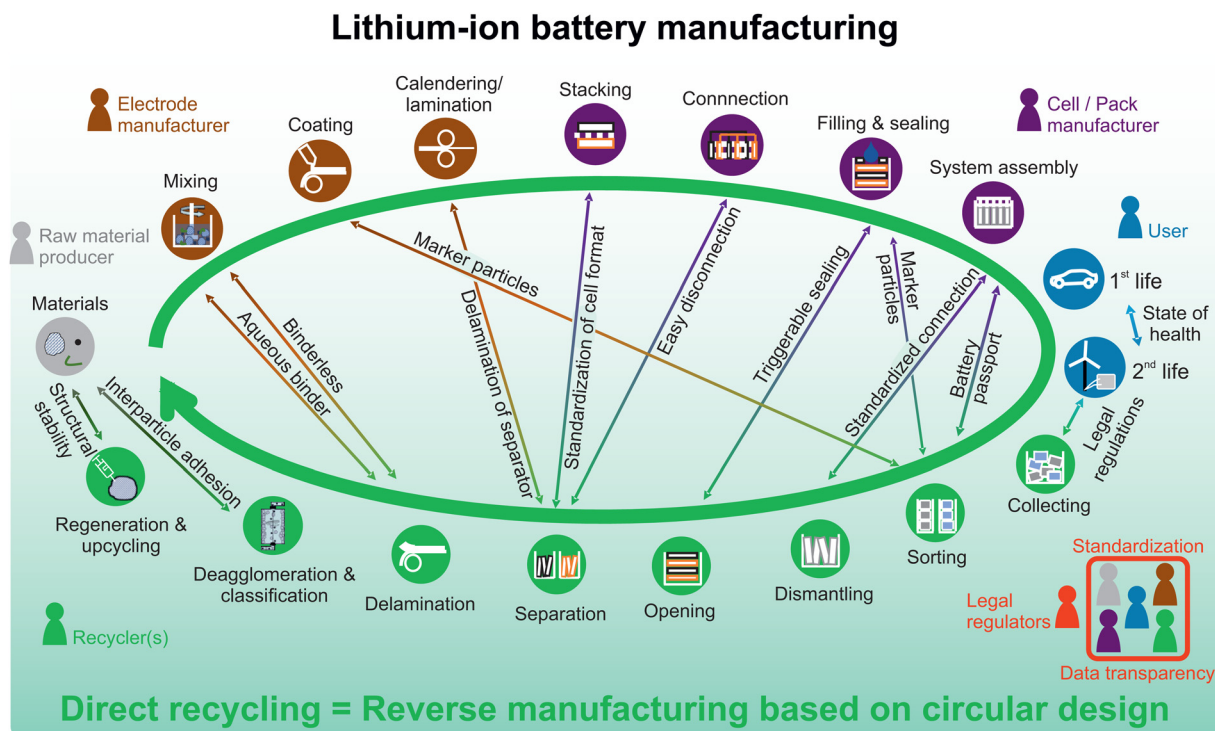 Lithium-ion battery manufacturing
Electrode
manufacturer
Calendering/
lamination
Stacking
Connnection
Cell / Pack
manufacturer
Coating
Filling & sealing
Mixing
System assembly
Raw material
producer
User
Materials
1st life
State of
health
2nd life
Legal
regulations
Structural
stability
Interparticle adhesion
Aqueous binder
Binderless
Marker particles
Delamination of separator
Standardization of cell format
Easy disconnection
Triggerable sealing
Marker
particles
Standardized connection
Battery
passport
Regeneration &
upcycling
Deagglomeration &
classification
Delamination
Separation
Opening
Dismantling
Sorting
Collecting
Recycler(s)
Legal
regulators
Standardization
Data transparency
Direct recycling = Reverse manufacturing based on circular design